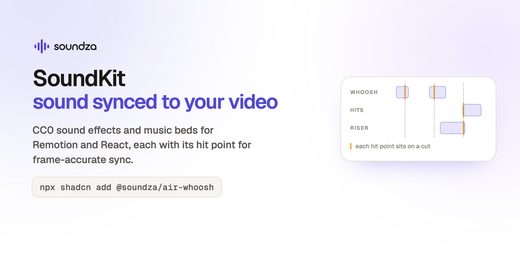 soundza
SoundKit
sound synced to your video
CC0 sound effects and music beds for
Remotion and React, each with its hit point for
frame-accurate sync.
npx shadcn add @soundza/air-whoosh
WHOOSH
HITS
RISER
each hit point sits on a cut